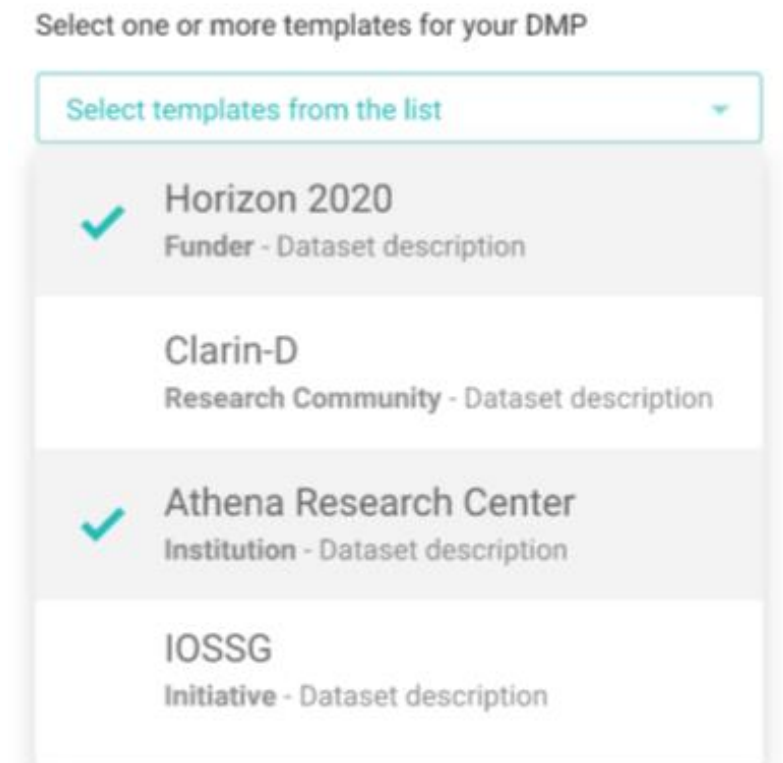 Select one or more templates for your DMP
Select templates from the list
Horizon 2020
Funder - Dataset description
Clarin-D
Research Community - Dataset description
Athena Research Center
Institution - Dataset description
IOSSG
Initiative - Dataset description